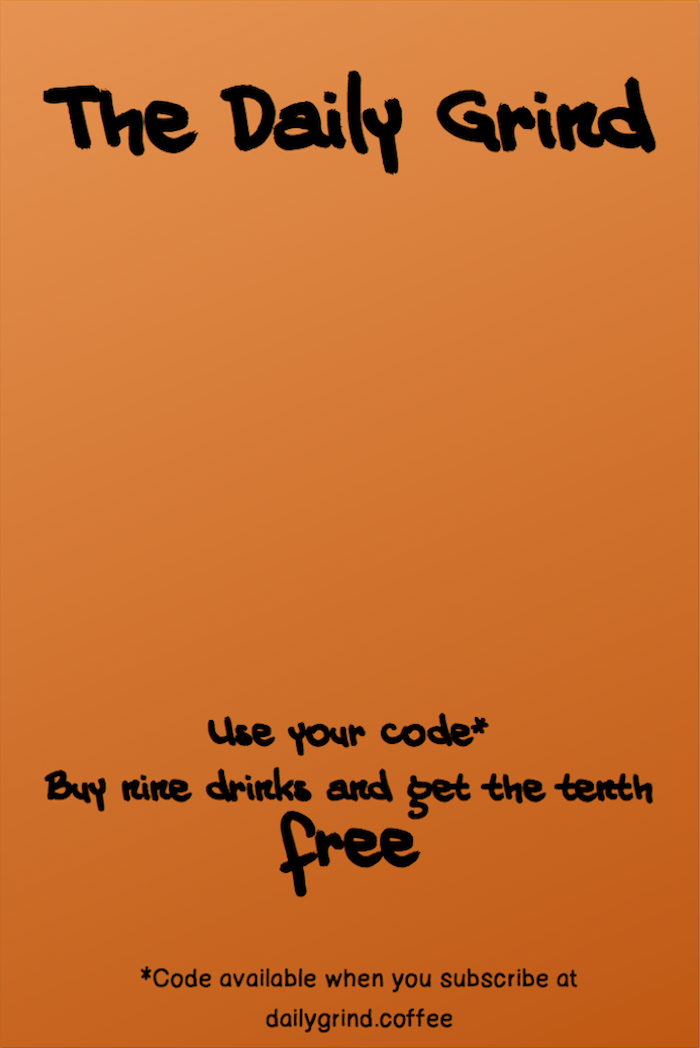 The Daily Grind
Use your code*
Buy nine drinks and get the tenth
free
*Code available when you subscribe at
dailygrind.coffee